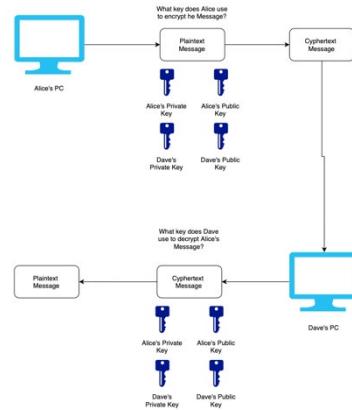 What key does Alice use
to encrypt he Message?
Plaintext
Message
Cyphertext
Message
Alice's PC
Alice's Private
Key
Alice's Public
Key
Dave's
Private Key
Dave's Public
Key
What key does Dave
use to decrypt Alice's
Message?
Plaintext
Message
Cyphertext
Message
Dave's PC
Alice's Private
Key
Alice's Public
Key
Dave's
Private Key
Dave's Public
Key